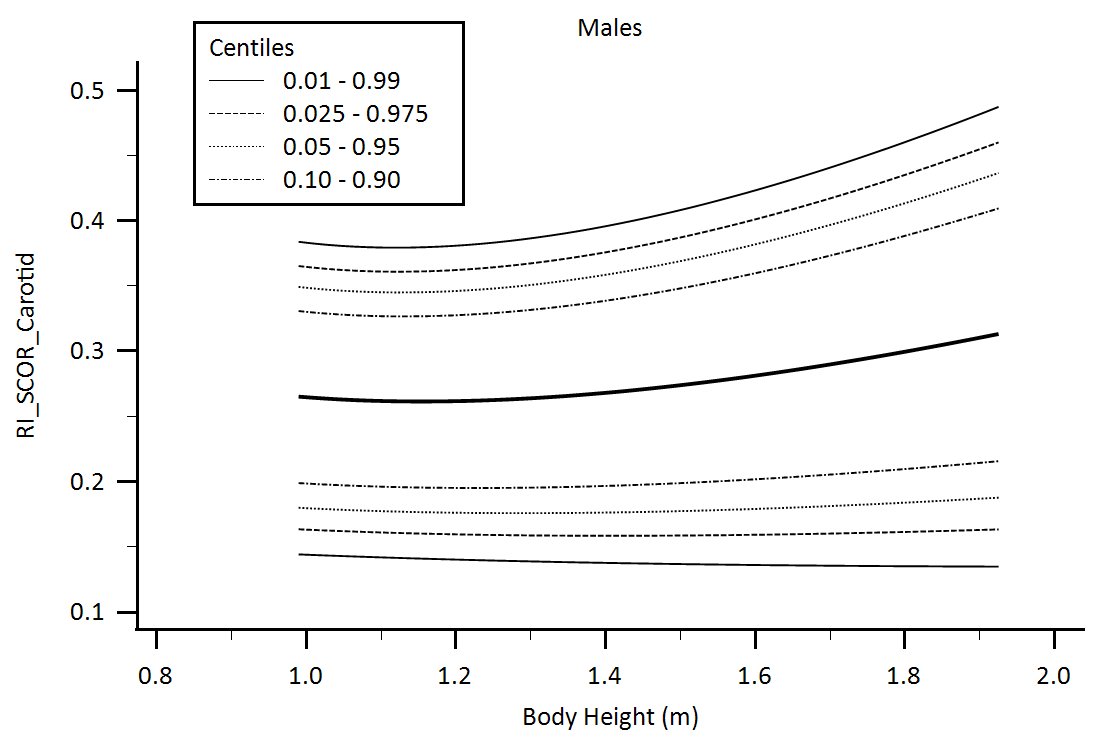 Males
Centiles
0.01 - 0.99
0.025 - 0.975
0.05 - 0.95
0.10 - 0.90
RI_SCOR_Carotid
0.5
0.4
0.3
0.2
0.1
0.8 1.0 1.2 1.4 1.6 1.8 2.0
Body Height (m)